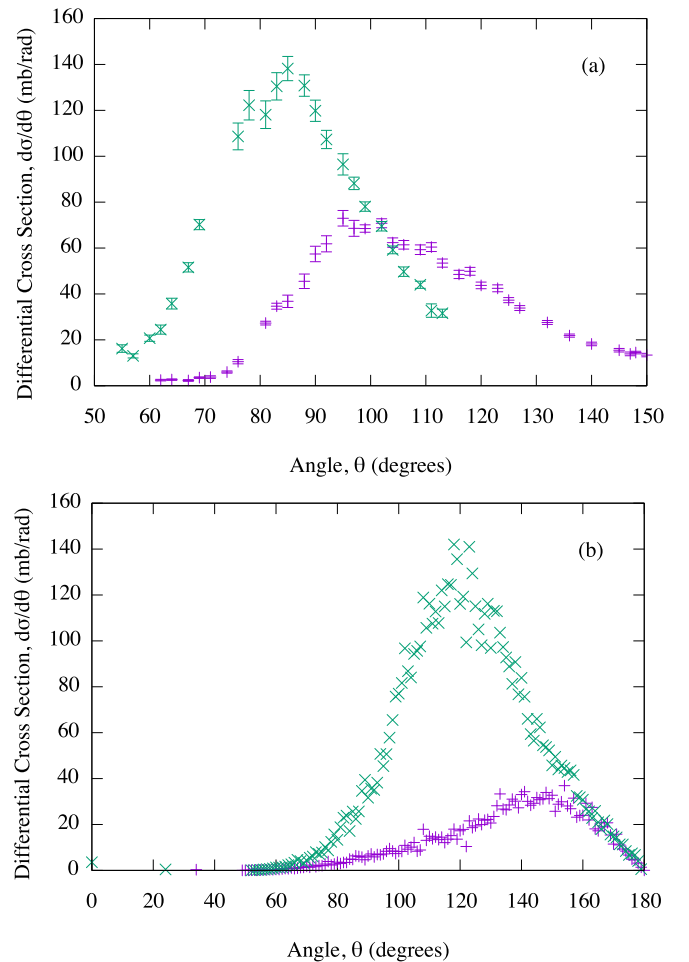 160
140
120
100
80
60
40
20
0
Differential Cross Section, dσ/dθ (mb/rad)
(a)
50 60 70 80 90 100 110 120 130 140 150
Angle, θ (degrees)
160
140
120
100
80
60
40
20
0
Differential Cross Section, dσ/dθ (mb/rad)
(b)
0 20 40 60 80 100 120 140 160 180
Angle, θ (degrees)